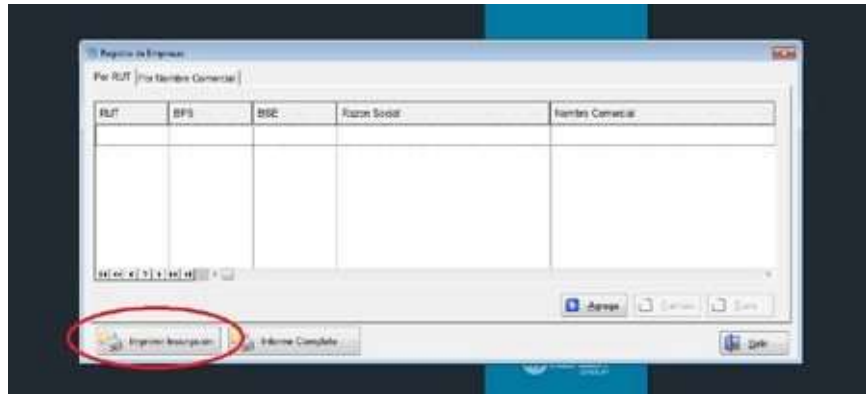 Registro de Empresas
Por RUT Por Nombre Comercial
RUT BPS BSE Razon Social Nombre Comercial
Agrega
Imprimir Inscripción Informe Completo Salir